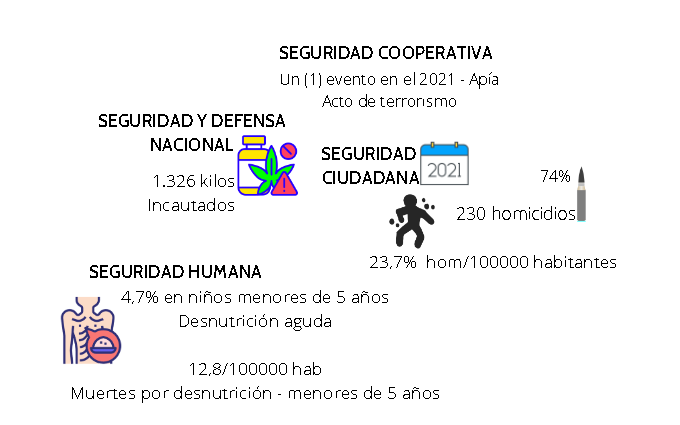 SEGURIDAD COOPERATIVA
Un (1) evento en el 2021 - Apía
Acto de terrorismo
SEGURIDAD Y DEFENSA
NACIONAL
1.326 kilos
Incautados
SEGURIDAD
CIUDADANA
2021
74%
230 homicidios
23,7% hom/100000 habitantes
SEGURIDAD HUMANA
4,7% en niños menores de 5 años
Desnutrición aguda
12,8/100000 hab
Muertes por desnutrición - menores de 5 años